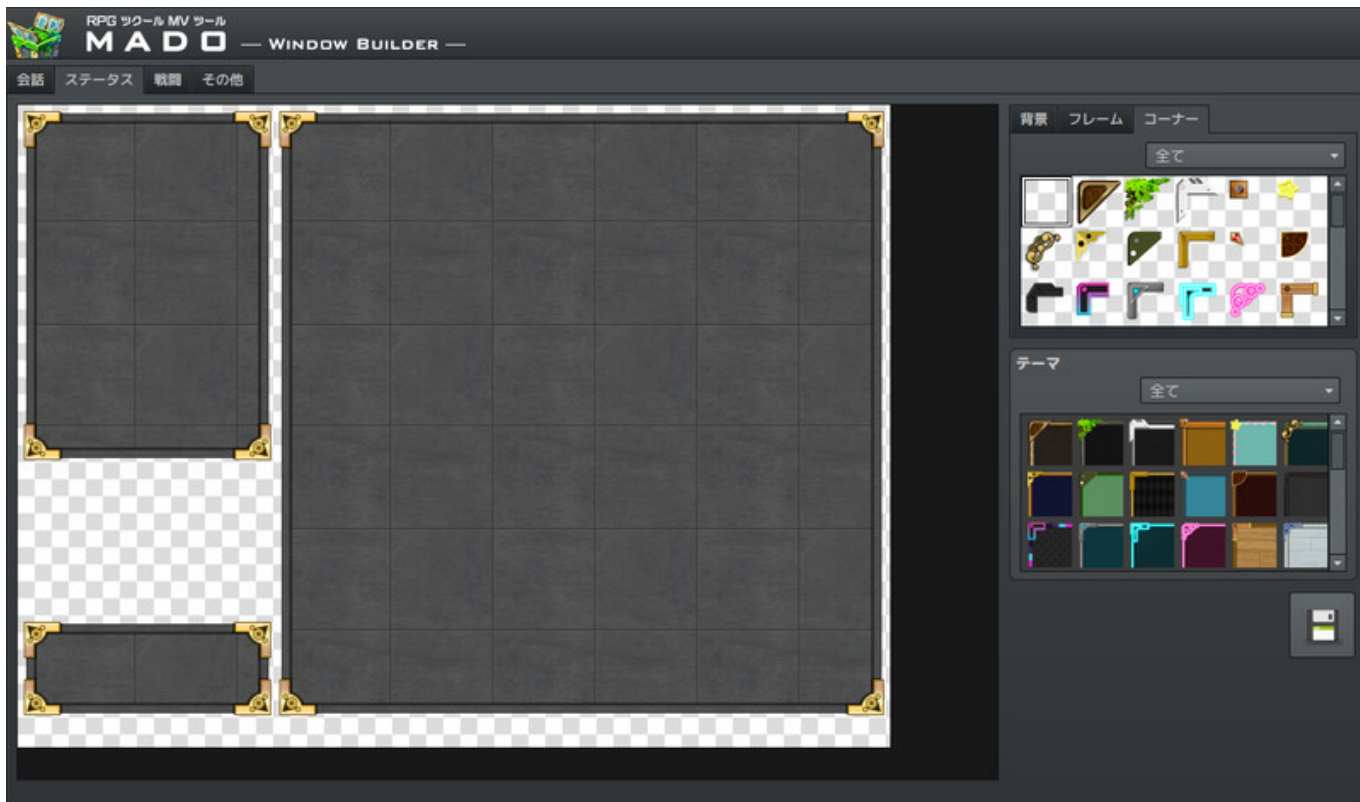 RPG ツクール MV ツール
MADO — WINDOW BUILDER —
会話 ステータス 戦闘 その他
背景 フレーム コーナー
全て
テーマ
全て